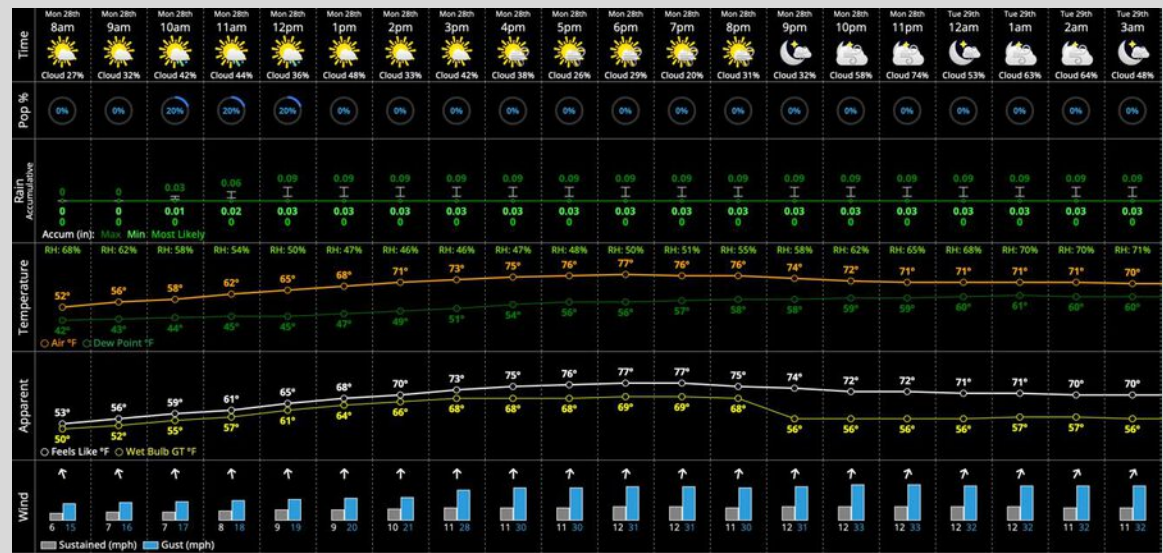 Mon 28th Mon 28th Mon 28th Mon 28th Mon 28th Mon 28th Mon 28th Mon 28th Mon 28th Mon 28th Mon 28th Mon 28th Mon 28th Mon 28th Mon 28th Mon 28th Tue 29th Tue 29th Tue 29th Tue 29th
8am 9am 10am 11am 12pm 1pm 2pm 3pm 4pm 5pm 6pm 7pm 8pm 9pm 10pm 11pm 12am 1am 2am 3am
Time
Cloud 27% Cloud 32% Cloud 42% Cloud 44% Cloud 36% Cloud 48% Cloud 33% Cloud 42% Cloud 38% Cloud 26% Cloud 29% Cloud 20% Cloud 31% Cloud 32% Cloud 58% Cloud 74% Cloud 53% Cloud 63% Cloud 64% Cloud 48%
Pop %
0% 0% 20% 20% 20% 0% 0% 0% 0% 0% 0% 0% 0% 0% 0% 0% 0% 0% 0% 0%
Rain
Accumulative
0 0 0.03 0.06 0.09 0.09 0.09 0.09 0.09 0.09 0.09 0.09 0.09 0.09 0.09 0.09 0.09 0.09 0.09 0.09
0 0 0.01 0.02 0.03 0.03 0.03 0.03 0.03 0.03 0.03 0.03 0.03 0.03 0.03 0.03 0.03 0.03 0.03 0.03
0 0 0 0 0 0 0 0 0 0 0 0 0 0 0 0 0 0 0 0
Accum (in): Max Min Most Likely
RH: 68% RH: 62% RH: 58% RH: 54% RH: 50% RH: 47% RH: 46% RH: 46% RH: 47% RH: 48% RH: 50% RH: 51% RH: 55% RH: 58% RH: 62% RH: 65% RH: 68% RH: 70% RH: 70% RH: 71%
Temperature
52° 56° 58° 62° 65° 68° 71° 73° 75° 76° 77° 76° 76° 74° 72° 71° 71° 71° 71° 70°
42° 43° 44° 45° 45° 47° 49° 51° 54° 56° 56° 57° 58° 58° 59° 59° 60° 61° 60° 60°
Air °F Dew Point °F
Apparent
53° 56° 59° 61° 65° 68° 70° 73° 75° 76° 77° 77° 75° 74° 72° 72° 71° 71° 70° 70°
50° 52° 55° 57° 61° 64° 66° 68° 68° 68° 69° 69° 68° 56° 56° 56° 56° 57° 57° 56°
Feels Like °F Wet Bulb GT °F
Wind
6 15 7 16 7 17 8 18 9 19 9 20 10 21 11 28 11 30 11 30 12 31 12 31 11 30 12 31 12 33 12 33 12 32 12 32 11 32 11 32
Sustained (mph) Gust (mph)